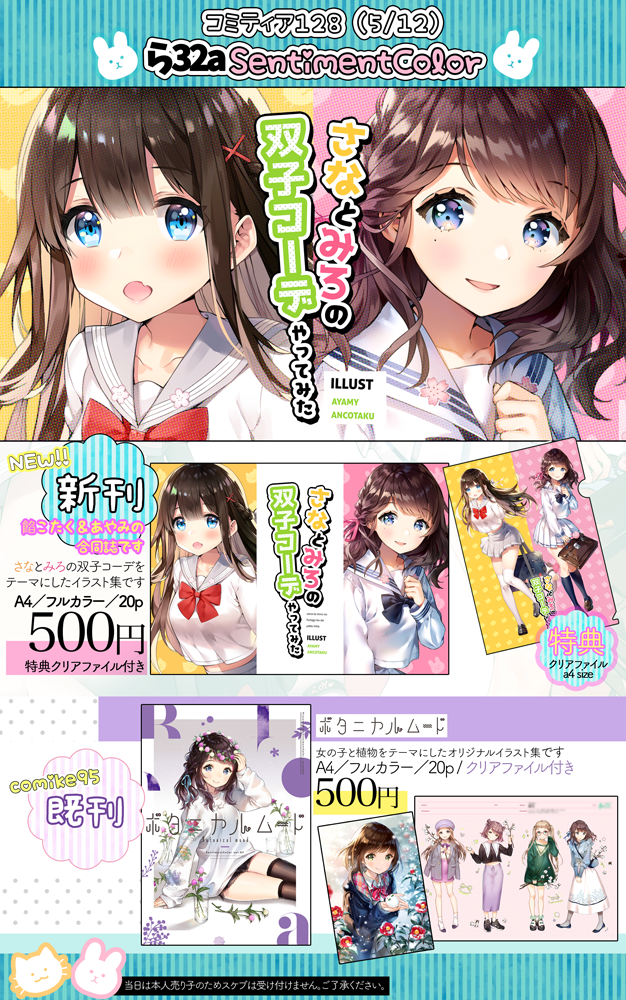 コミティア128（5/12）
ら32a SentimentColor
さなとみろの
双子コーデ
やってみた
ILLUST
AYAMY
ANCOTAKU
NEW!!
新刊
餡こたく＆あやみの
合同誌です
さなとみろの双子コーデを
テーマにしたイラスト集です
A4／フルカラー／20p
500円
特典クリアファイル付き
さなとみろの
双子コーデ
やってみた
ILLUST
AYAMY
ANCOTAKU
特典
クリアファイル
a4 size
comike95
既刊
ボタニカルムード
botanical mood
ボタニカルムード
女の子と植物をテーマにしたオリジナルイラスト集です
A4／フルカラー／20p/クリアファイル付き
500円
当日は本人売り子のためスケブは受け付けません。ご了承ください。